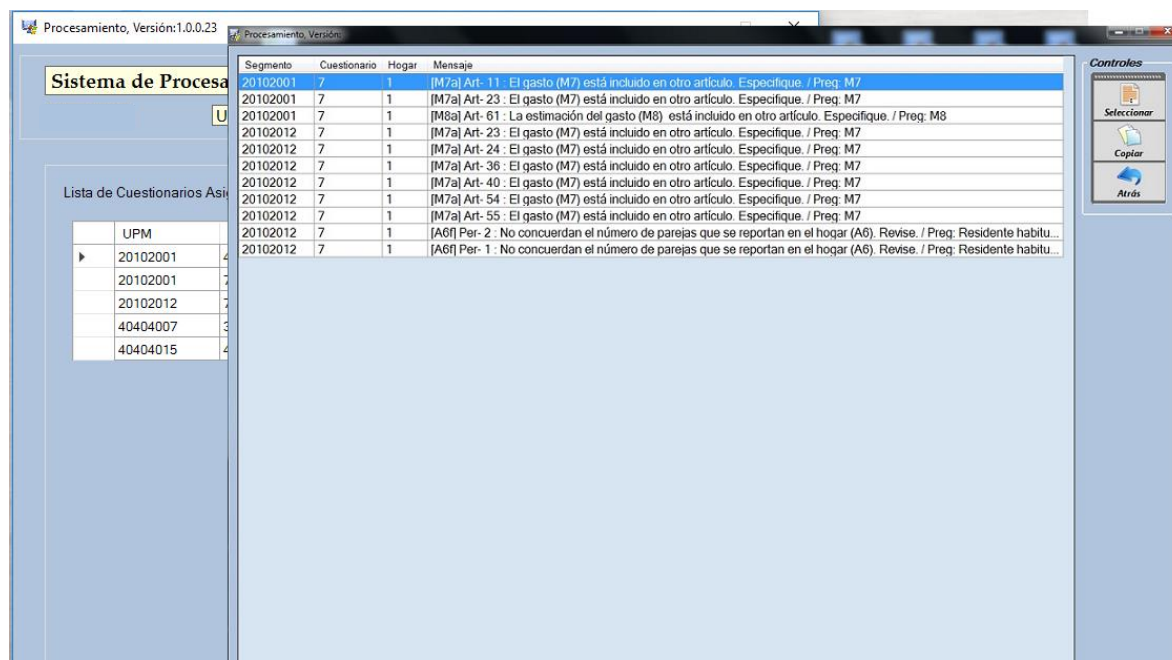 Procesamiento, Versión:1.0.0.23
Procesamiento, Versión:
Sistema de Procesa
U
Lista de Cuestionarios Asi
UPM
20102001 4
20102001 7
20102012 7
40404007 3
40404015 4
Segmento Cuestionario Hogar Mensaje
20102001 7 1 [M7a] Art- 11 : El gasto (M7) está incluido en otro artículo. Especifique. / Preg: M7
20102001 7 1 [M7a] Art- 23 : El gasto (M7) está incluido en otro artículo. Especifique. / Preg: M7
20102001 7 1 [M8a] Art- 61 : La estimación del gasto (M8) está incluido en otro artículo. Especifique. / Preg: M8
20102012 7 1 [M7a] Art- 23 : El gasto (M7) está incluido en otro artículo. Especifique. / Preg: M7
20102012 7 1 [M7a] Art- 24 : El gasto (M7) está incluido en otro artículo. Especifique. / Preg: M7
20102012 7 1 [M7a] Art- 36 : El gasto (M7) está incluido en otro artículo. Especifique. / Preg: M7
20102012 7 1 [M7a] Art- 40 : El gasto (M7) está incluido en otro artículo. Especifique. / Preg: M7
20102012 7 1 [M7a] Art- 54 : El gasto (M7) está incluido en otro artículo. Especifique. / Preg: M7
20102012 7 1 [M7a] Art- 55 : El gasto (M7) está incluido en otro artículo. Especifique. / Preg: M7
20102012 7 1 [A6f] Per- 2 : No concuerdan el número de parejas que se reportan en el hogar (A6). Revise. / Preg: Residente habitu...
20102012 7 1 [A6f] Per- 1 : No concuerdan el número de parejas que se reportan en el hogar (A6). Revise. / Preg: Residente habitu...
Controles
Seleccionar
Copiar
Atrás